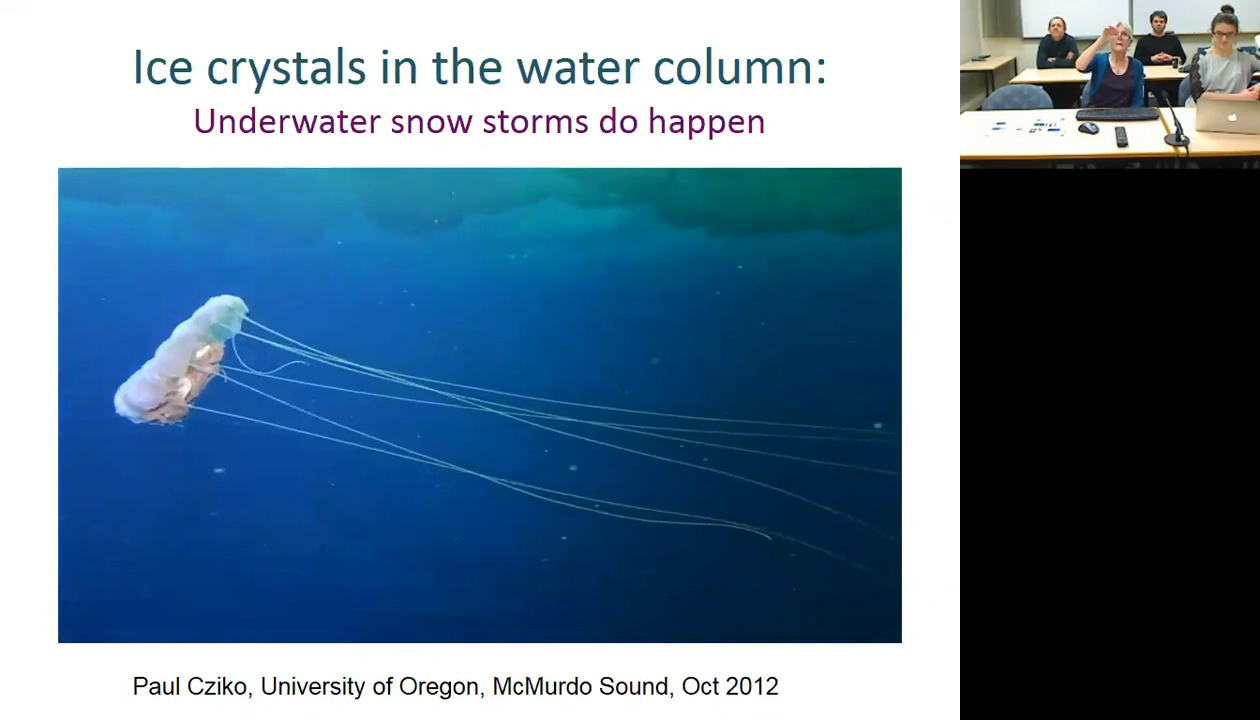 Ice crystals in the water column:
Underwater snow storms do happen
Paul Cziko, University of Oregon, McMurdo Sound, Oct 2012